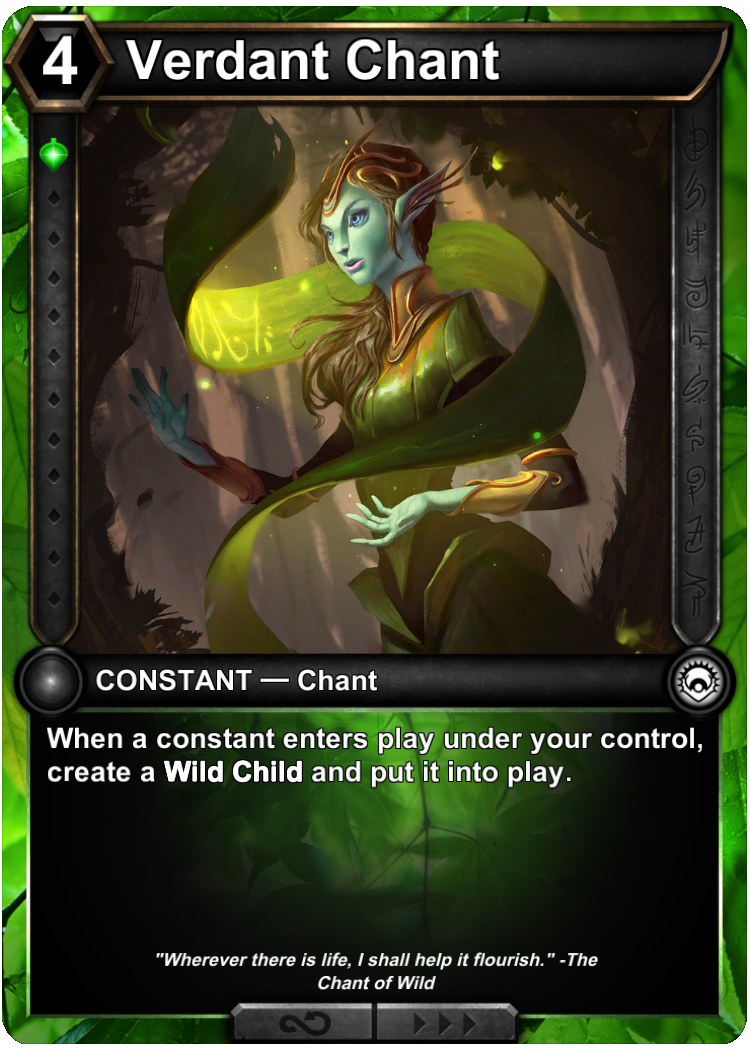 4
Verdant Chant
CONSTANT — Chant
When a constant enters play under your control,
create a Wild Child and put it into play.
"Wherever there is life, I shall help it flourish." -The
Chant of Wild